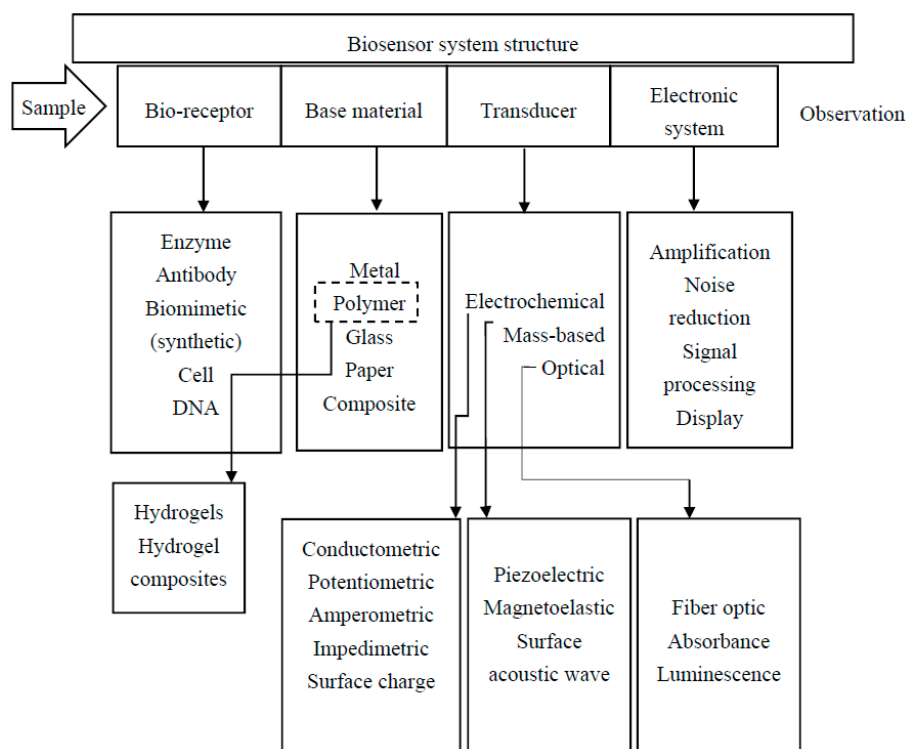 Biosensor system structure
Sample
Bio-receptor
Base material
Transducer
Electronic
system
Observation
Enzyme
Antibody
Biomimetic
(synthetic)
Cell
DNA
Metal
Polymer
Glass
Paper
Composite
Electrochemical
Mass-based
Optical
Amplification
Noise
reduction
Signal
processing
Display
Hydrogels
Hydrogel
composites
Conductometric
Potentiometric
Amperometric
Impedimetric
Surface charge
Piezoelectric
Magnetoelastic
Surface
acoustic wave
Fiber optic
Absorbance
Luminescence